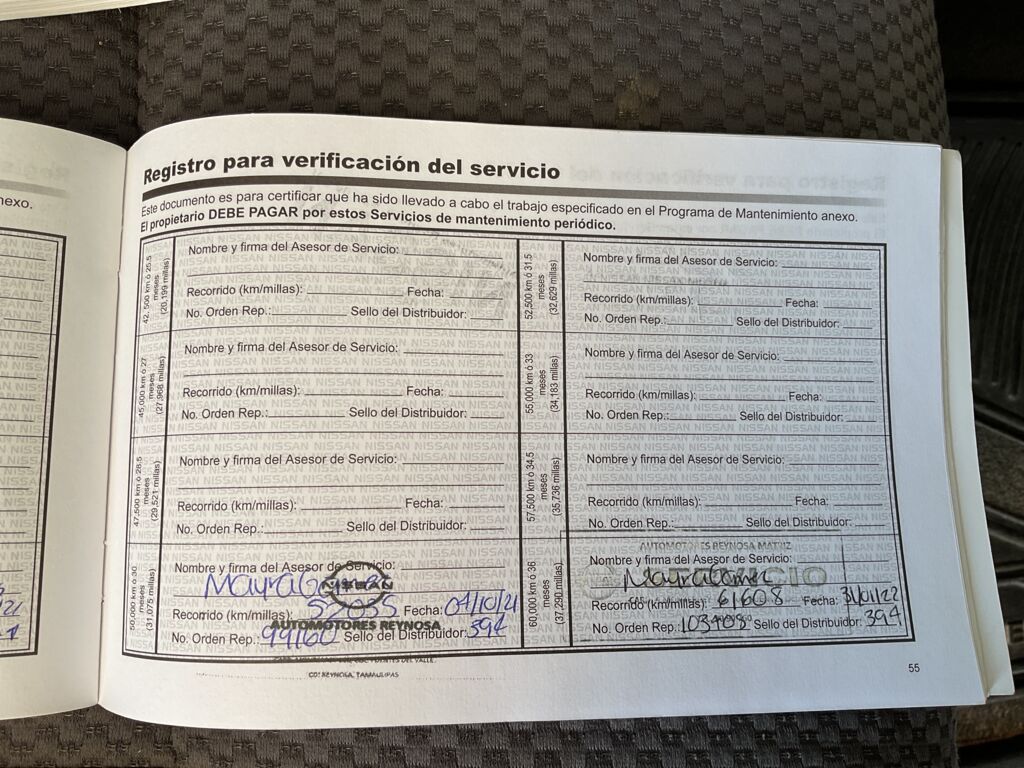 nexo.
Registro para verificación del servicio
Este documento es para certificar que ha sido llevado a cabo el trabajo especificado en el Programa de Mantenimiento anexo.
El propietario DEBE PAGAR por estos Servicios de mantenimiento periódico.
42, 500 km ó 25.5
meses
(20,199 millas)
Nombre y firma del Asesor de Servicio:
Recorrido (km/millas): Fecha:
No. Orden Rep.: Sello del Distribuidor:
45,000 km ó 27
meses
(27,968 millas)
Nombre y firma del Asesor de Servicio:
Recorrido (km/millas): Fecha:
No. Orden Rep.: Sello del Distribuidor:
47,500 km ó 28.5
meses
(29,521 millas)
Nombre y firma del Asesor de Servicio:
Recorrido (km/millas): Fecha:
No. Orden Rep.: Sello del Distribuidor:
50,000 km ó 30
meses
(31,075 millas)
Nombre y firma del Asesor de Servicio:
Mayra
Recorrido (km/millas): Fecha: 04/10/21
AUTOMOTORES REYNOSA
No. Orden Rep.: 99160 Sello del Distribuidor: 394
CD. REYNOSA, TAMAULIPAS
52,500 km ó 31.5
meses
(32,629 millas)
Nombre y firma del Asesor de Servicio:
Recorrido (km/millas): Fecha:
No. Orden Rep.: Sello del Distribuidor:
55,000 km ó 33
meses
(34,183 millas)
Nombre y firma del Asesor de Servicio:
Recorrido (km/millas): Fecha:
No. Orden Rep.: Sello del Distribuidor:
57,500 km ó 34.5
meses
(35,736 millas)
Nombre y firma del Asesor de Servicio:
Recorrido (km/millas): Fecha:
No. Orden Rep.: Sello del Distribuidor:
60,000 km ó 36
meses
(37,290 millas)
AUTOMOTORES REYNOSA MATRIZ
Nombre y firma del Asesor de Servicio:
Mayra
Recorrido (km/millas): 61608 Fecha: 31/01/22
No. Orden Rep.: Sello del Distribuidor: 394
55